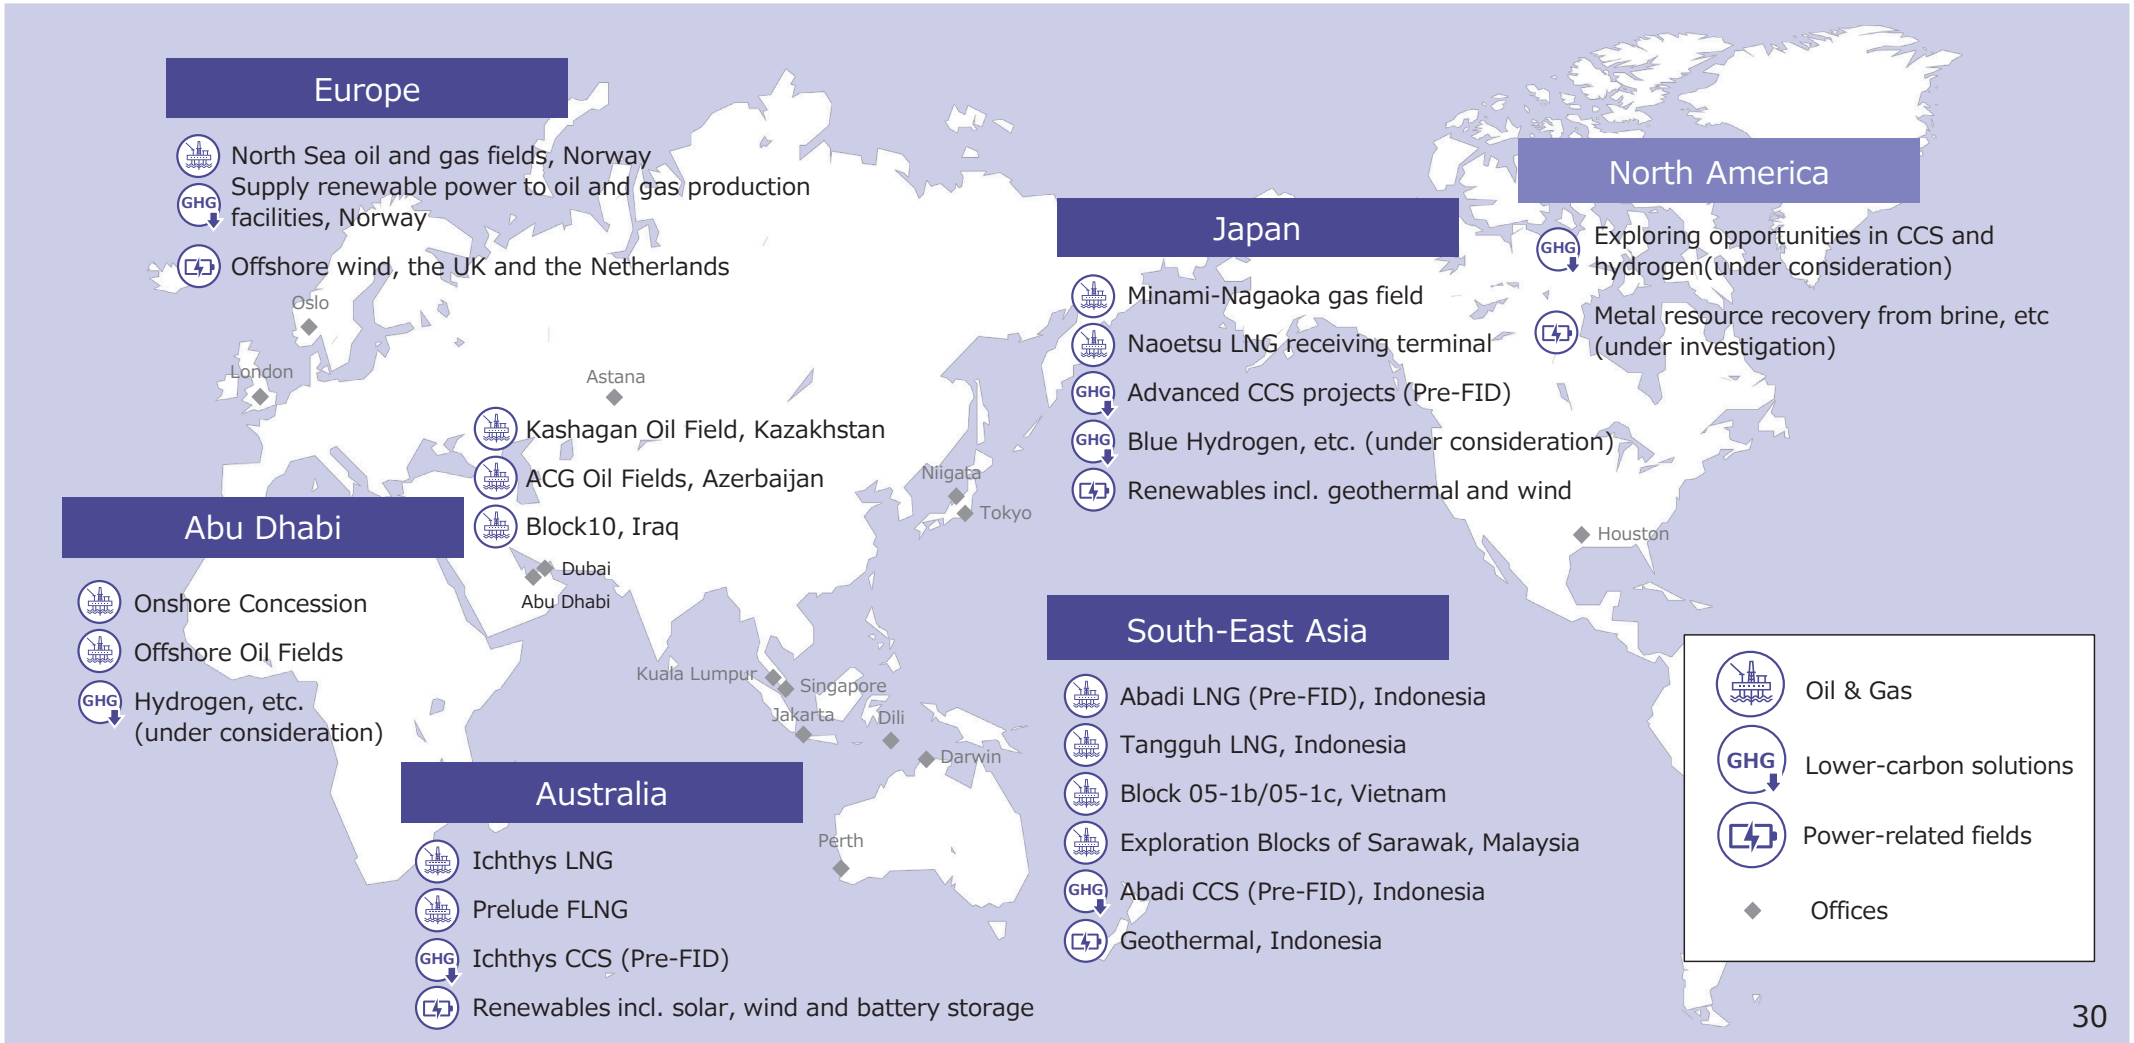 Europe
North Sea oil and gas fields, Norway
GHG
Supply renewable power to oil and gas production
facilities, Norway
Offshore wind, the UK and the Netherlands
Oslo
London
Astana
Kashagan Oil Field, Kazakhstan
ACG Oil Fields, Azerbaijan
Block10, Iraq
Dubai
Abu Dhabi
Abu Dhabi
Onshore Concession
Offshore Oil Fields
GHG
Hydrogen, etc.
(under consideration)
Australia
Ichthys LNG
Prelude FLNG
GHG
Ichthys CCS (Pre-FID)
Renewables incl. solar, wind and battery storage
Kuala Lumpur
Singapore
Jakarta
Dili
Darwin
Perth
Niigata
Tokyo
Japan
Minami-Nagaoka gas field
Naoetsu LNG receiving terminal
GHG
Advanced CCS projects (Pre-FID)
GHG
Blue Hydrogen, etc. (under consideration)
Renewables incl. geothermal and wind
North America
GHG
Exploring opportunities in CCS and
hydrogen(under consideration)
Metal resource recovery from brine, etc
(under investigation)
Houston
South-East Asia
Abadi LNG (Pre-FID), Indonesia
Tangguh LNG, Indonesia
Block 05-1b/05-1c, Vietnam
Exploration Blocks of Sarawak, Malaysia
GHG
Abadi CCS (Pre-FID), Indonesia
Geothermal, Indonesia
Oil & Gas
GHG
Lower-carbon solutions
Power-related fields
Offices
30